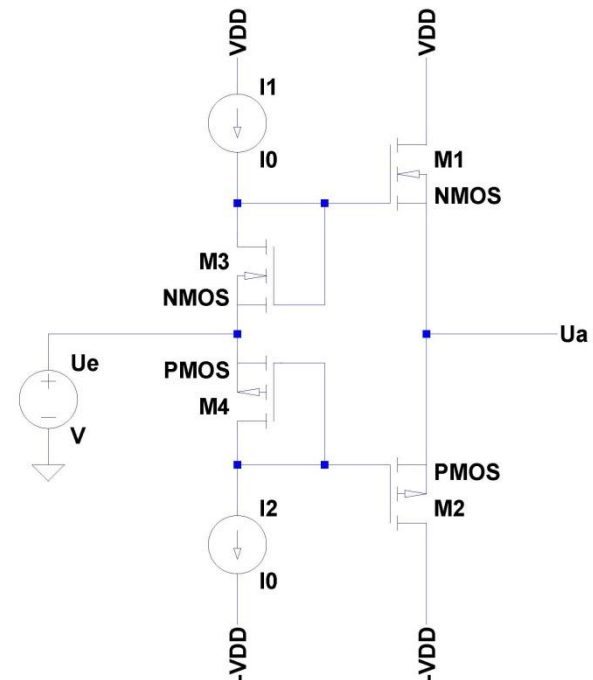 VDD
VDD
I1
I0
M1
NMOS
M3
NMOS
Ua
Ue
V
PMOS
M4
PMOS
M2
I2
I0
-VDD
-VDD